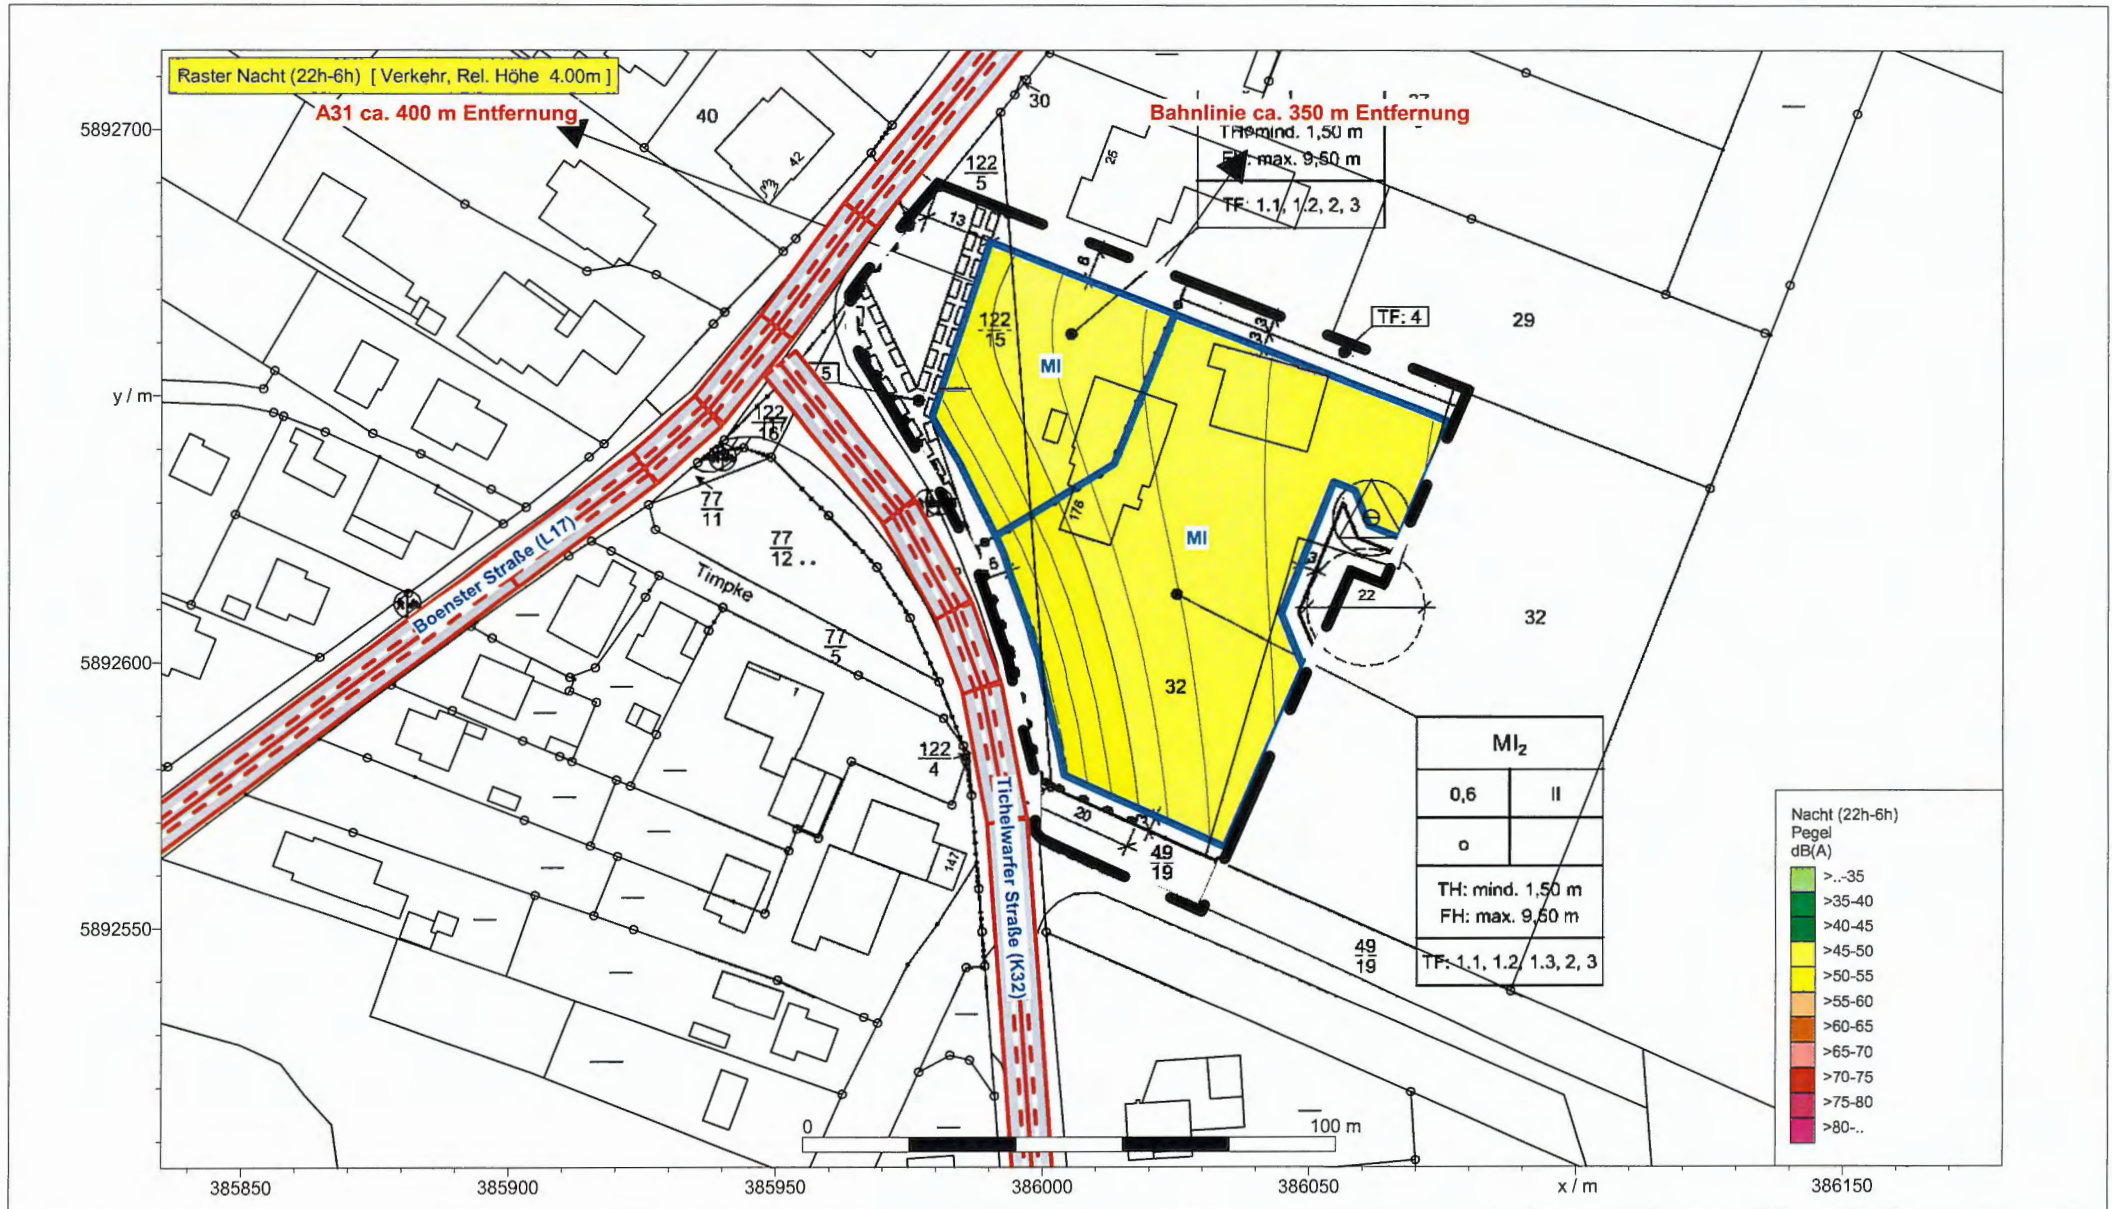 Raster Nacht (22h-6h) [ Verkehr, Rel. Höhe 4.00m ]
A31 ca. 400 m Entfernung
Bahnlinie ca. 350 m Entfernung
TH: mind. 1,50 m
FH: max. 9,50 m
TF: 1.1, 1.2, 2, 3
5892700
y / m
5892600
5892550
40
42
30
122
5
25
13
8
122
15
MI
3
3
TF: 4
29
5
122
16
77
11
77
12
Timpke
77
5
Boenster Straße (L17)
6
178
MI
3
22
32
32
1
122
4
147
Tichelwarfer Straße (K32)
20
3
49
19
49
19
MI2
0,6
II
o
TH: mind. 1,50 m
FH: max. 9,50 m
TF: 1.1, 1.2, 1.3, 2, 3
Nacht (22h-6h)
Pegel
dB(A)
>..-35
>35-40
>40-45
>45-50
>50-55
>55-60
>60-65
>65-70
>70-75
>75-80
>80-..
0
100 m
385850
385900
385950
386000
386050
x / m
386150